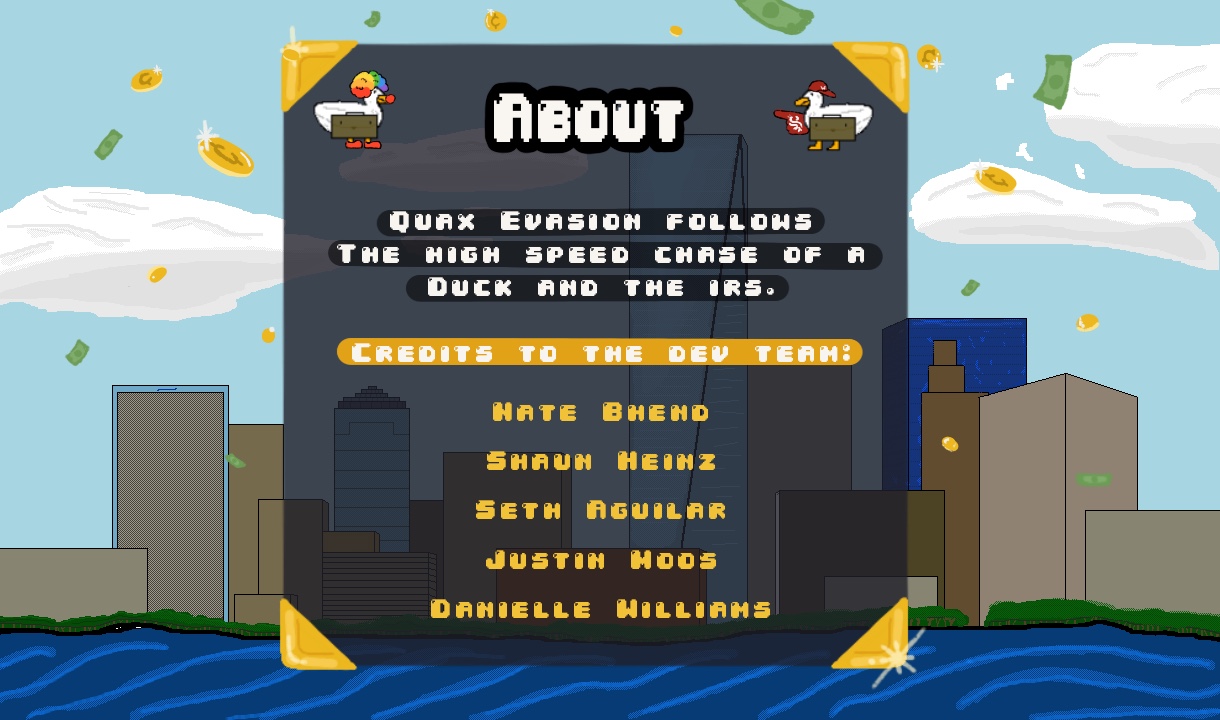 About
Quax Evasion follows
The high speed chase of a
Duck and the IRS.
Credits to the dev team:
Nate Bhend
Shaun Heinz
Seth Aguilar
Justin Moos
Danielle Williams